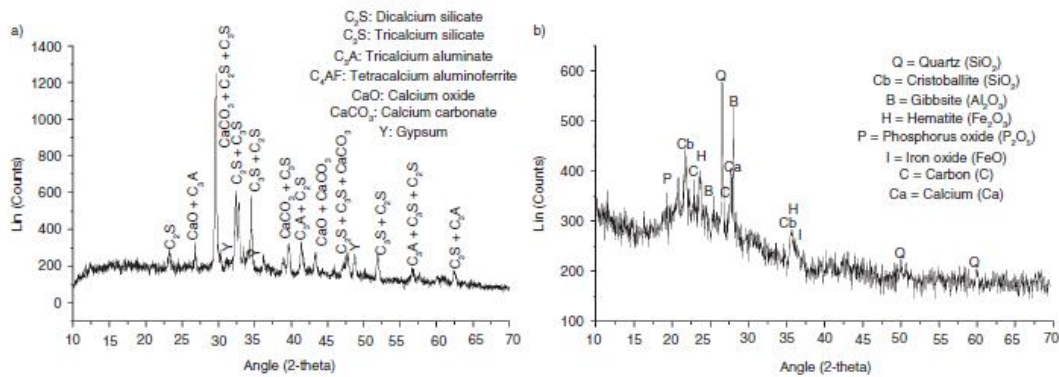 a)
C₂S: Dicalcium silicate
C₃S: Tricalcium silicate
C₃A: Tricalcium aluminate
C₄AF: Tetracalcium aluminoferrite
CaO: Calcium oxide
CaCO₃: Calcium carbonate
Y: Gypsum
Lin (Counts)
1400
1200
1000
800
600
400
200
0
C₂S
CaO + C₃A
CaCO₃ + C₂S + C₃S
Y
C₂S + C₃S
C₃S + C₂S
Y
CaCO₃ + C₃S
C₃A + C₂S
CaO + CaCO₃
C₂S + C₃S + CaCO₃
Y
C₃S + C₂S
C₃A + C₃S + C₂S
C₂S + C₃A
10 15 20 25 30 35 40 45 50 55 60 65 70
Angle (2-theta)
b)
Q = Quartz (SiO₂)
Cb = Cristoballite (SiO₂)
B = Gibbsite (Al₂O₃)
H = Hematite (Fe₂O₃)
P = Phosphorus oxide (P₂O₅)
I = Iron oxide (FeO)
C = Carbon (C)
Ca = Calcium (Ca)
Lin (Counts)
600
500
400
300
200
100
P
Cb
C
H
B
Q
C
Ca
B
Cb
H
I
Q
Q
10 15 20 25 30 35 40 45 50 55 60 65 70
Angle (2-theta)